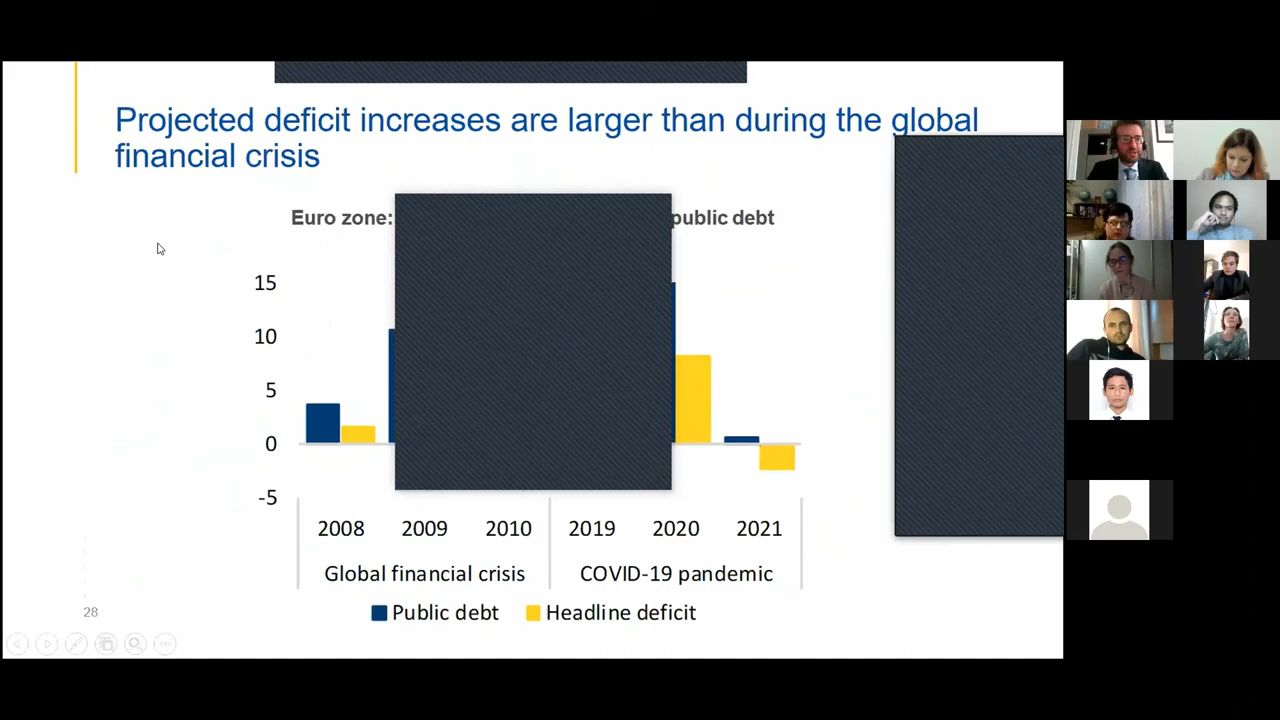 Projected deficit increases are larger than during the global
financial crisis
Euro zone: public debt
15
10
5
0
-5
2008 2009 2010 2019 2020 2021
Global financial crisis COVID-19 pandemic
Public debt Headline deficit
28